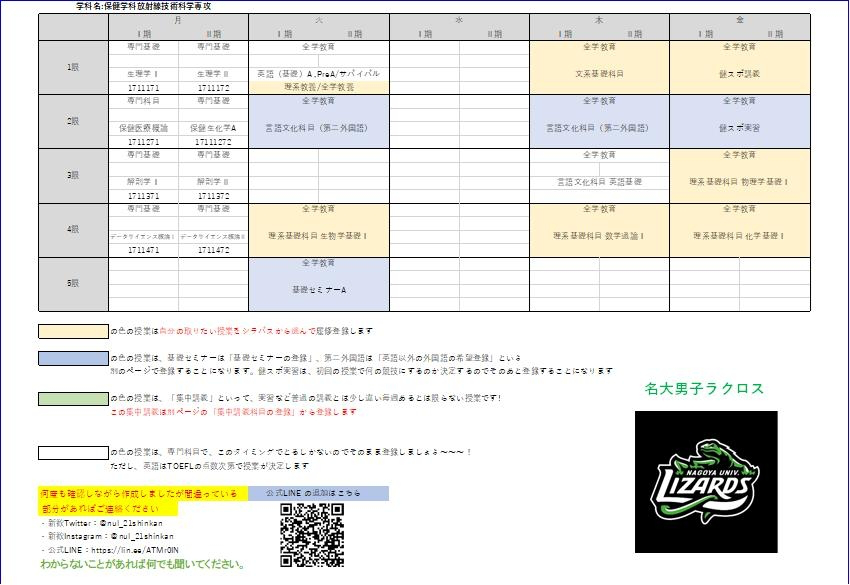 学科名:保健学科放射線技術科学専攻
月 火 水 木 金
Ⅰ期 Ⅱ期 Ⅰ期 Ⅱ期 Ⅰ期 Ⅱ期 Ⅰ期 Ⅱ期 Ⅰ期 Ⅱ期
専門基礎 専門基礎 全学教育 全学教育 全学教育
1限
生理学Ⅰ 生理学Ⅱ 英語（基礎）A,PreA/サバイバル 文系基礎科目 健スポ講義
1711171 1711172 理系教養/全学教養
専門科目 専門基礎 全学教育 全学教育 全学教育
2限
保健医療概論 保健生化学A 言語文化科目（第二外国語） 言語文化科目（第二外国語） 健スポ実習
1711271 17111272
専門基礎 専門基礎 全学教育 全学教育
3限
解剖学Ⅰ 解剖学Ⅱ 言語文化科目 英語基礎 理系基礎科目 物理学基礎Ⅰ
1711371 1711372
専門基礎 専門基礎 全学教育 全学教育 全学教育
4限
データサイエンス概論Ⅰ データサイエンス概論Ⅱ 理系基礎科目 生物学基礎Ⅰ 理系基礎科目 数学通論Ⅰ 理系基礎科目 化学基礎Ⅰ
1711471 1711472
全学教育
5限
基礎セミナーA
の色の授業は自分の取りたい授業をシラバスから選んで履修登録します
の色の授業は、基礎セミナーは「基礎セミナーの登録」、第二外国語は「英語以外の外国語の希望登録」という
別のページで登録することになります。健スポ実習は、初回の授業で何の競技にするのか決定するのでそのあと登録することになります
の色の授業は、「集中講義」といって、実習など普通の講義とは少し違い毎週あるとは限らない授業です!
この集中講義は別ページの「集中講義科目の登録」から登録します
の色の授業は、専門科目で、このタイミングでとるしかないのでそのまま登録しましょう～～～！
ただし、英語はTOEFLの点数次第で授業が決定します
名大男子ラクロス
NAGOYA UNIV.
LIZARDS
何度も確認しながら作成しましたが間違っている
部分があればご連絡ください
公式LINEの追加はこちら
- 新歓Twitter：@nul_21shinkan
- 新歓Instagram：@nul_21shinkan
- 公式LINE：https://lin.ee/ATMr0IN
わからないことがあれば何でも聞いてください。